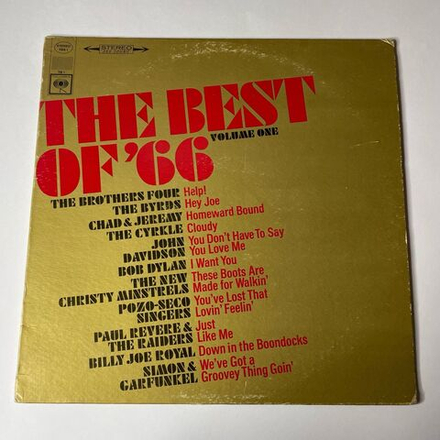 STEREO
THE BEST
OF '66
VOLUME ONE
THE BROTHERS FOUR Help!
THE BYRDS Hey Joe
CHAD & JEREMY Homeward Bound
THE CYRKLE Cloudy
JOHN DAVIDSON You Don't Have To Say
You Love Me
BOB DYLAN I Want You
THE NEW CHRISTY MINSTRELS These Boots Are
Made for Walkin'
POZO-SECO SINGERS You've Lost That
Lovin' Feelin'
PAUL REVERE & THE RAIDERS Just
Like Me
BILLY JOE ROYAL Down in the Boondocks
SIMON & GARFUNKEL We've Got a
Groovey Thing Goin'